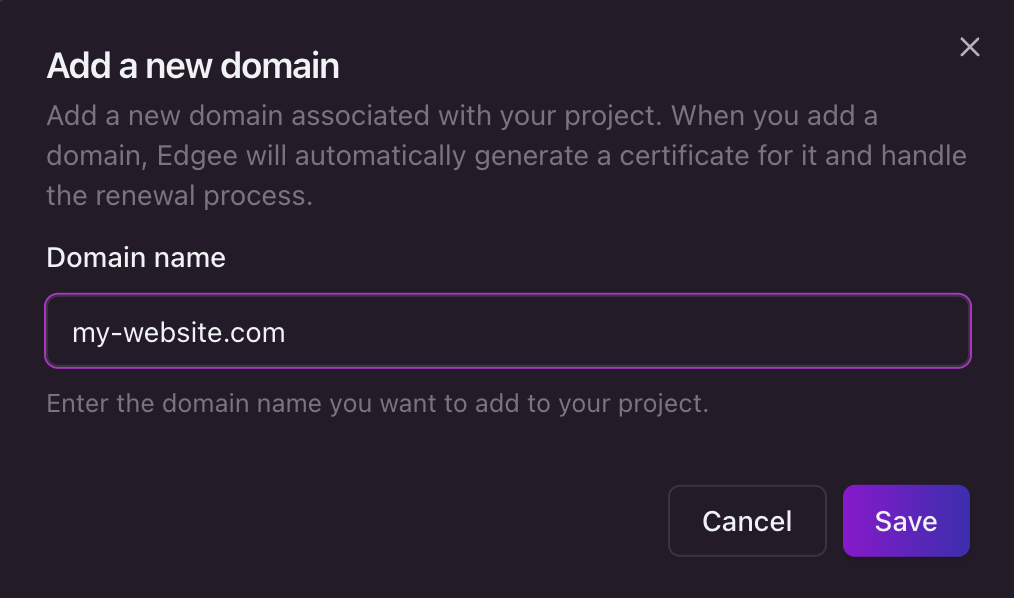 Add a new domain
Add a new domain associated with your project. When you add a
domain, Edgee will automatically generate a certificate for it and handle
the renewal process.
Domain name
my-website.com
Enter the domain name you want to add to your project.
Cancel
Save